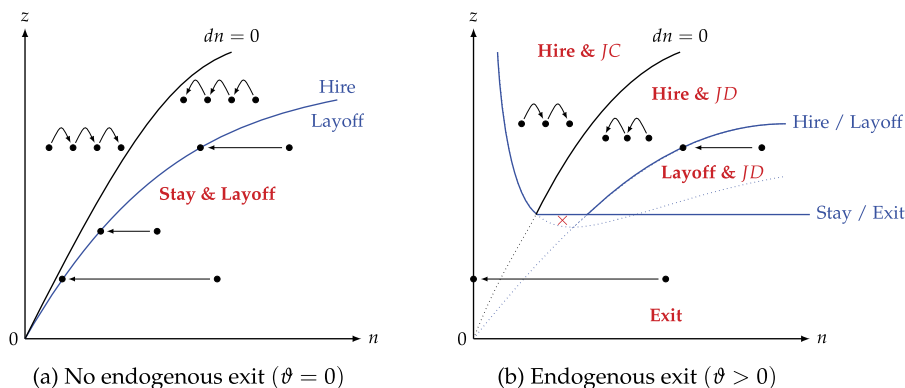 z
dn = 0
Hire
Layoff
Stay & Layoff
0
n
(a) No endogenous exit (ϑ = 0)
z
dn = 0
Hire & JC
Hire & JD
Hire / Layoff
Layoff & JD
Stay / Exit
Exit
0
n
(b) Endogenous exit (ϑ > 0)